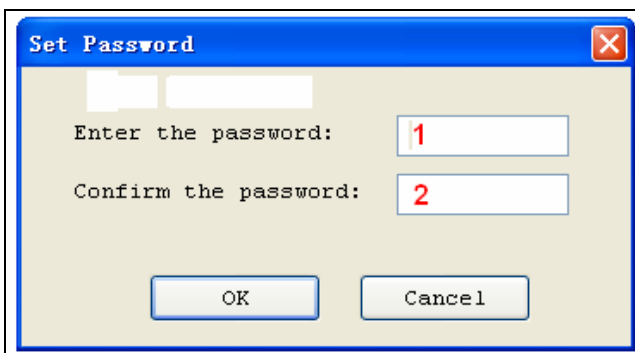 Set Password
Enter the password: 1
Confirm the password: 2
OK Cancel